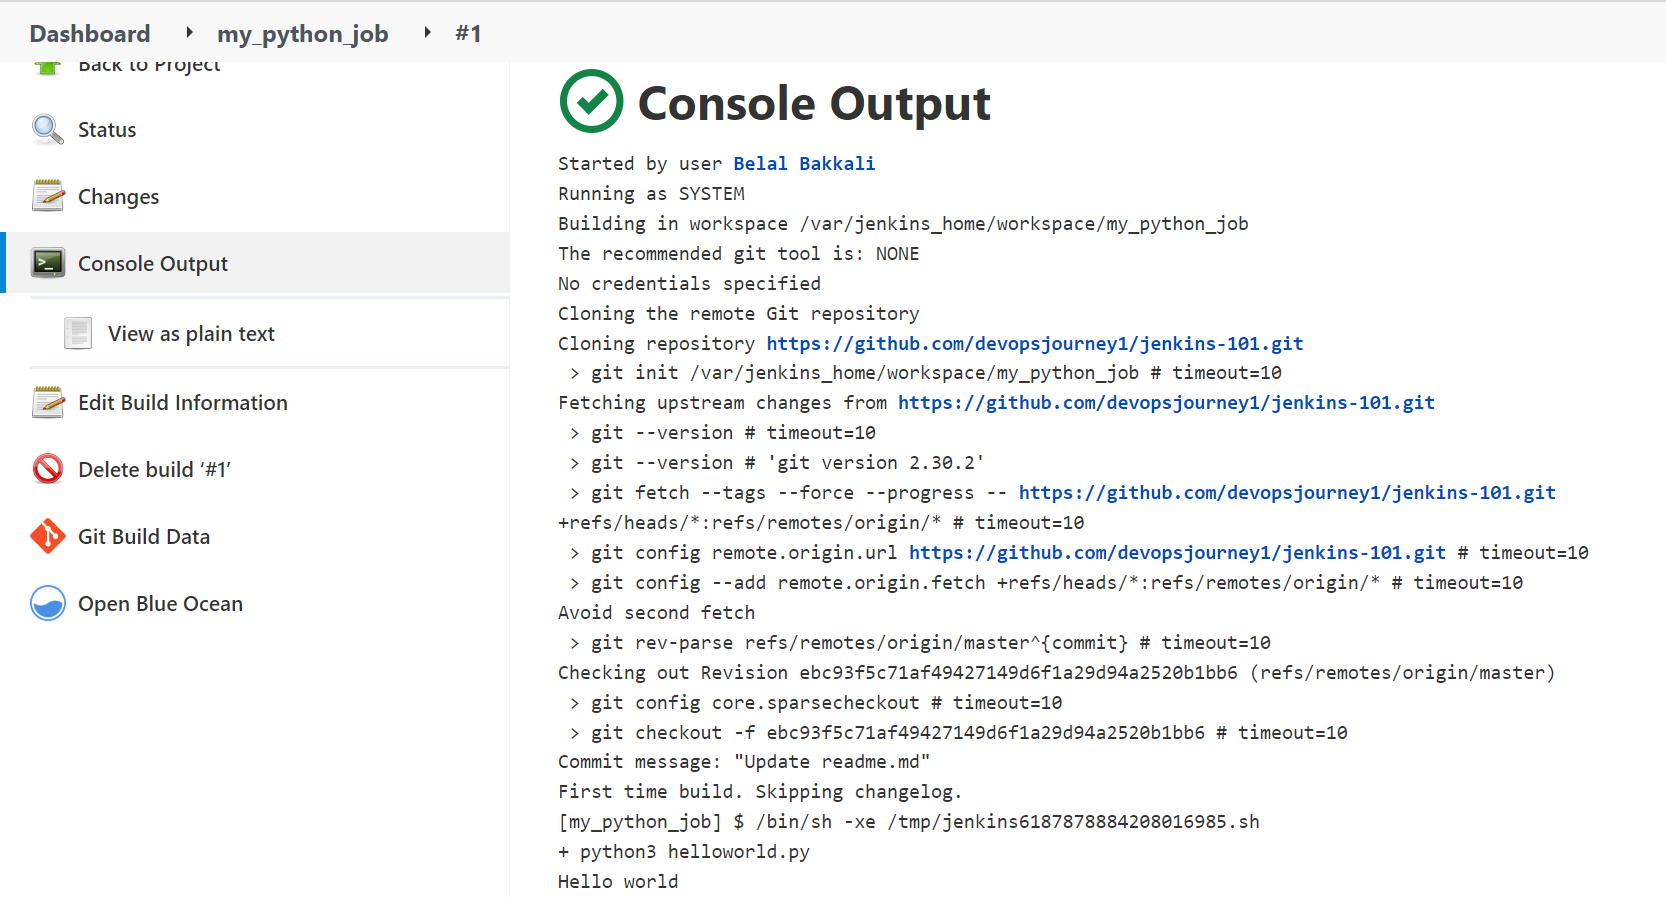 Dashboard my_python_job #1
Back to Project
Status
Changes
Console Output
View as plain text
Edit Build Information
Delete build ‘#1’
Git Build Data
Open Blue Ocean
Console Output
Started by user Belal Bakkali
Running as SYSTEM
Building in workspace /var/jenkins_home/workspace/my_python_job
The recommended git tool is: NONE
No credentials specified
Cloning the remote Git repository
Cloning repository https://github.com/devopsjourney1/jenkins-101.git
> git init /var/jenkins_home/workspace/my_python_job # timeout=10
Fetching upstream changes from https://github.com/devopsjourney1/jenkins-101.git
> git --version # timeout=10
> git --version # 'git version 2.30.2'
> git fetch --tags --force --progress -- https://github.com/devopsjourney1/jenkins-101.git
+refs/heads/*:refs/remotes/origin/* # timeout=10
> git config remote.origin.url https://github.com/devopsjourney1/jenkins-101.git # timeout=10
> git config --add remote.origin.fetch +refs/heads/*:refs/remotes/origin/* # timeout=10
Avoid second fetch
> git rev-parse refs/remotes/origin/master^{commit} # timeout=10
Checking out Revision ebc93f5c71af49427149d6f1a29d94a2520b1bb6 (refs/remotes/origin/master)
> git config core.sparsecheckout # timeout=10
> git checkout -f ebc93f5c71af49427149d6f1a29d94a2520b1bb6 # timeout=10
Commit message: "Update readme.md"
First time build. Skipping changelog.
[my_python_job] $ /bin/sh -xe /tmp/jenkins6187878884208016985.sh
+ python3 helloworld.py
Hello world